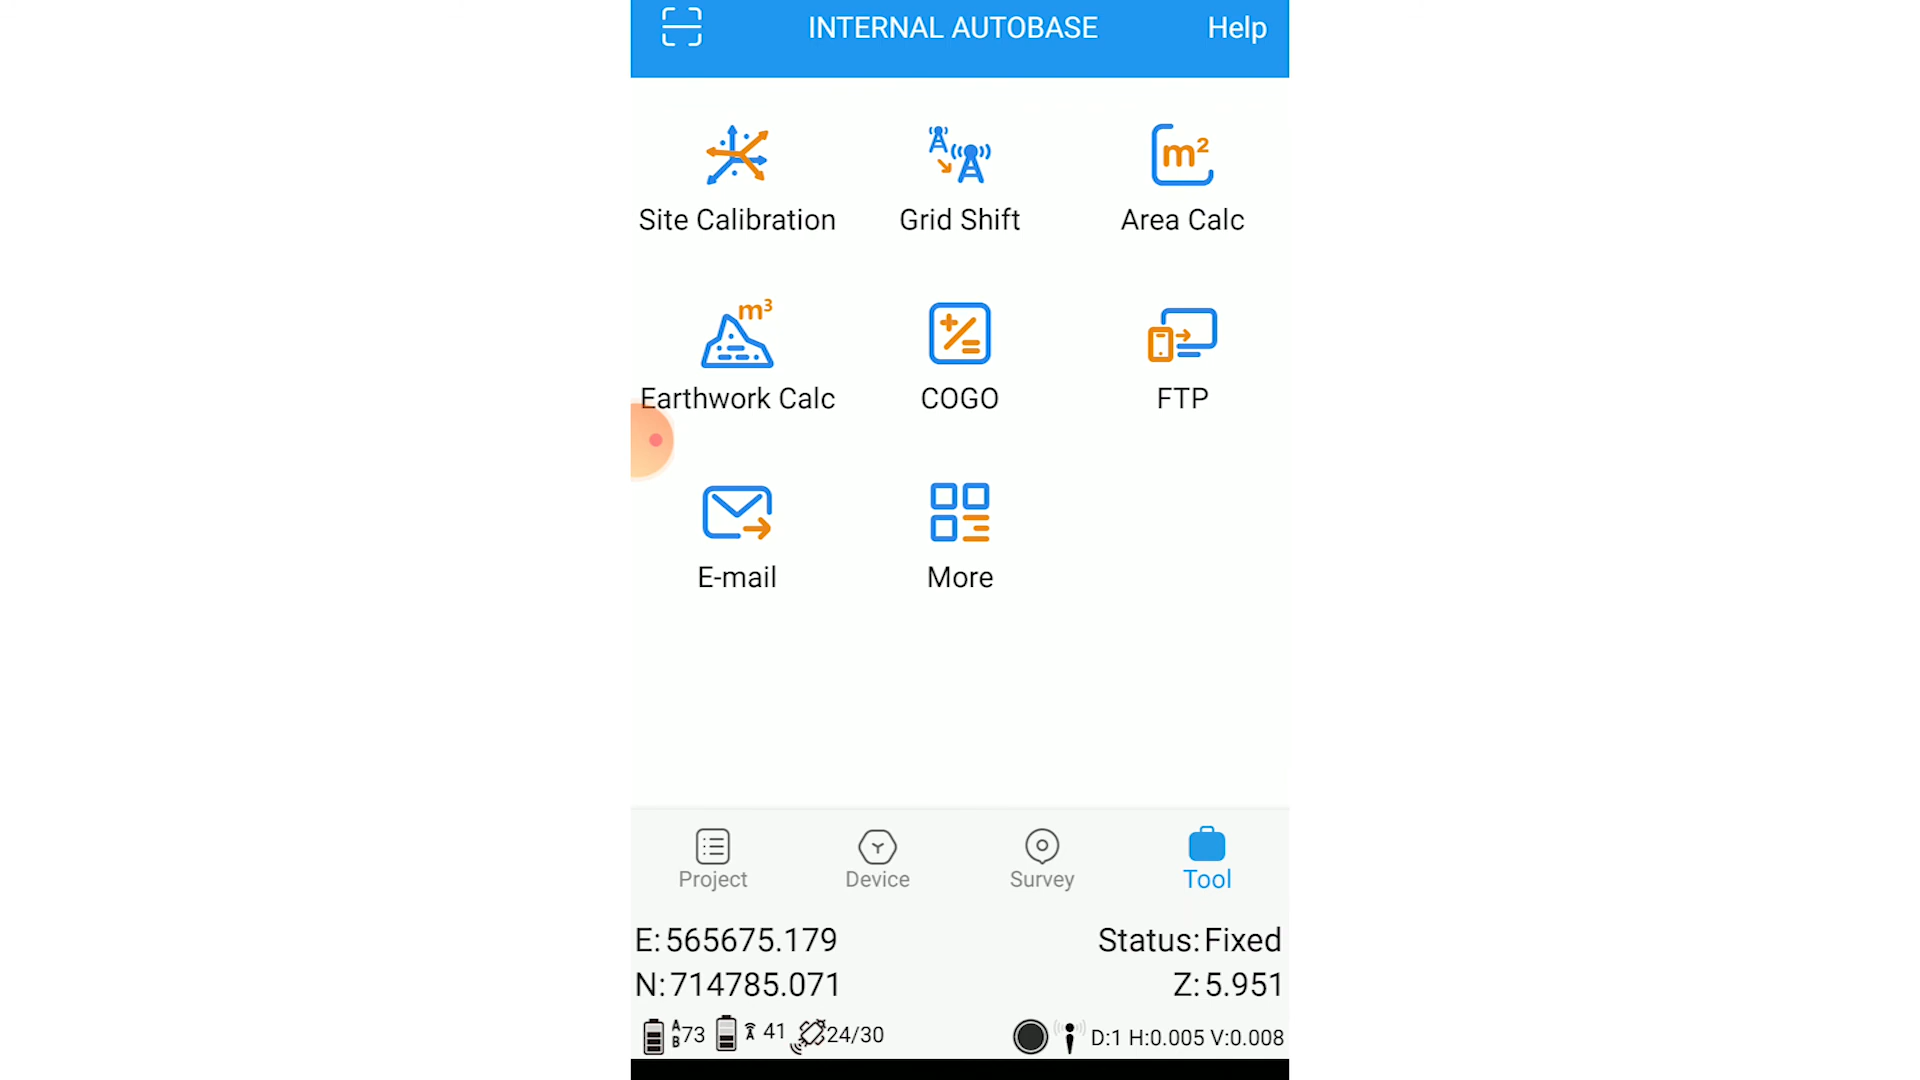 INTERNAL AUTOBASE Help
m²
Site Calibration Grid Shift Area Calc
m³
Earthwork Calc COGO FTP
E-mail More
Project Device Survey Tool
E:565675.179 Status:Fixed
N:714785.071 Z:5.951
A B 73 41 24/30 D:1 H:0.005 V:0.008